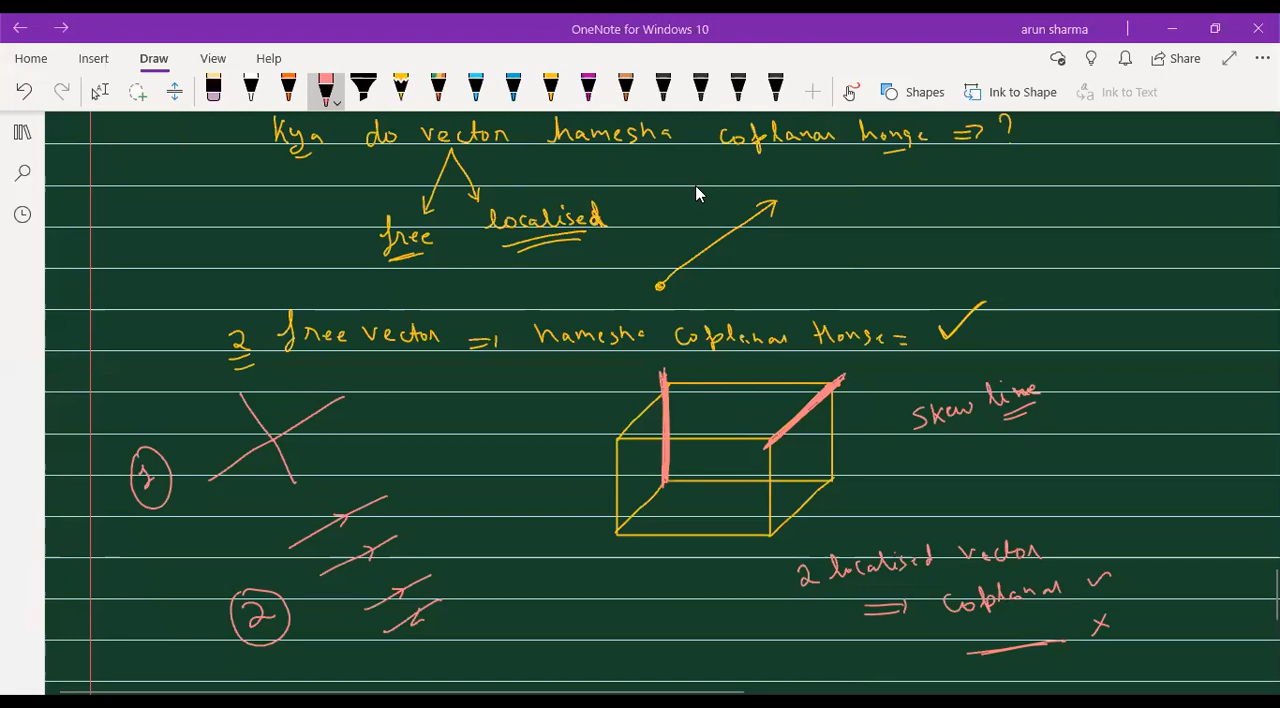 OneNote for Windows 10
arun sharma
Home Insert Draw View Help
Share
Shapes Ink to Shape Ink to Text
Kya do vector hamesha coplanar honge => ?
free localised
2 free vector => hamesha coplanar honge =
skew line
1
2 localised vector
=> coplanar
2